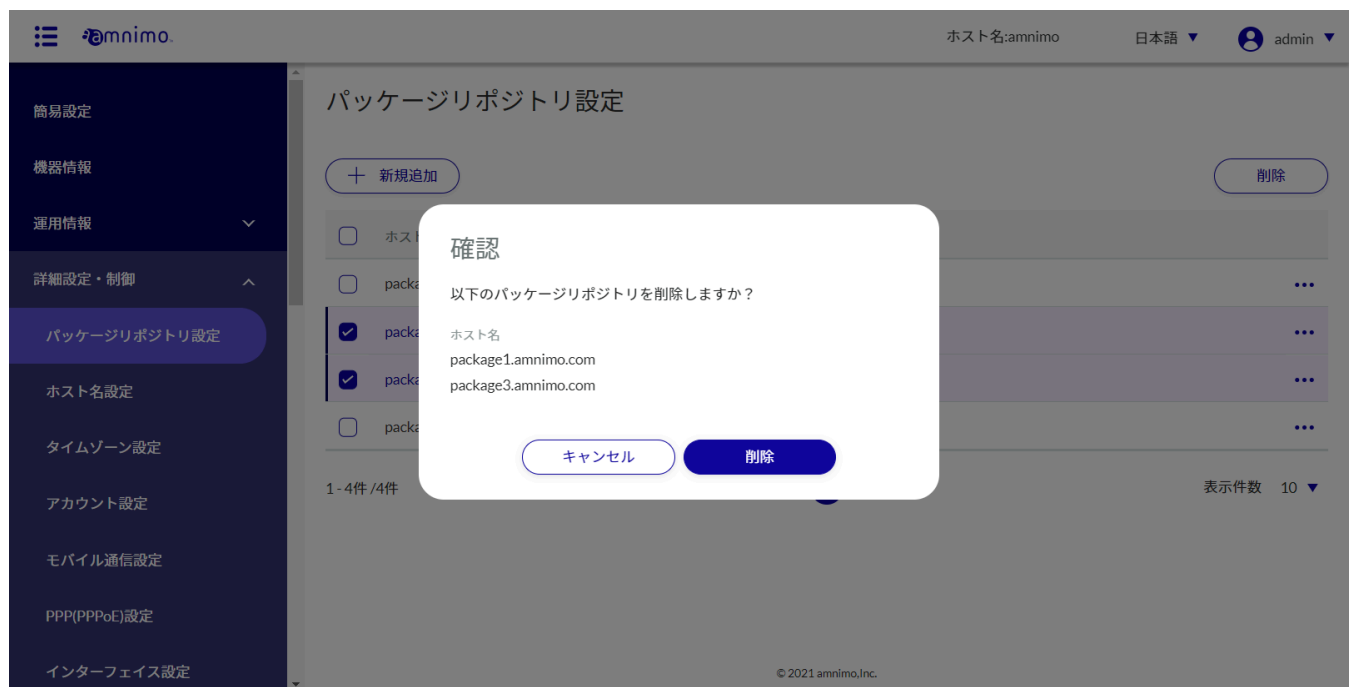 amnimo.
ホスト名:amnimo
日本語 ▼
admin ▼
簡易設定
機器情報
運用情報
詳細設定・制御
パッケージリポジトリ設定
ホスト名設定
タイムゾーン設定
アカウント設定
モバイル通信設定
PPP(PPPoE)設定
インターフェイス設定
パッケージリポジトリ設定
＋ 新規追加
削除
確認
以下のパッケージリポジトリを削除しますか？
ホスト名
package1.amnimo.com
package3.amnimo.com
キャンセル
削除
1 - 4件 /4件
表示件数 10 ▼
© 2021 amnimo,Inc.